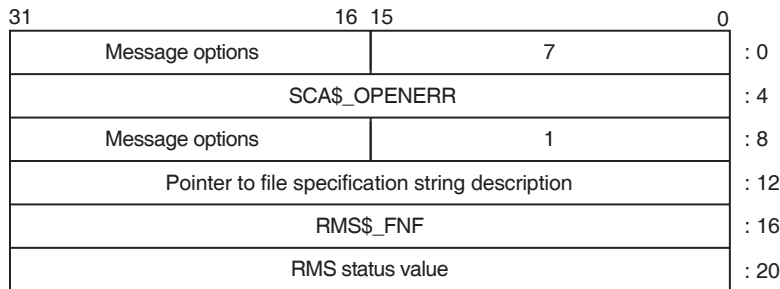 31 16 15 0
Message options 7 : 0
SCA$_OPENERR : 4
Message options 1 : 8
Pointer to file specification string description : 12
RMS$_FNF : 16
RMS status value : 20